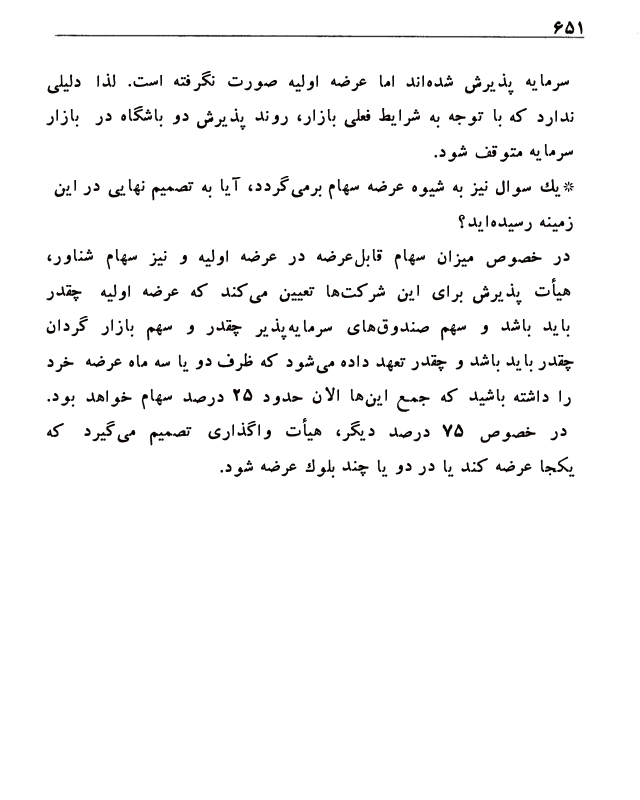 ۶۵۱
سرمایه پذیرش شده‌اند اما عرضه اولیه صورت نگرفته است. لذا دلیلی
ندارد که با توجه به شرایط فعلی بازار، روند پذیرش دو باشگاه در بازار
سرمایه متوقف شود.
*یك سوال نیز به شیوه عرضه سهام برمی‌گردد، آیا به تصمیم نهایی در این
زمینه رسیده‌اید؟
در خصوص میزان سهام قابل‌عرضه در عرضه اولیه و نیز سهام شناور،
هیأت پذیرش برای این شرکت‌ها تعیین می‌کند که عرضه اولیه چقدر
باید باشد و سهم صندوق‌های سرمایه‌پذیر چقدر و سهم بازار گردان
چقدر باید باشد و چقدر تعهد داده می‌شود که ظرف دو یا سه ماه عرضه خرد
را داشته باشید که جمع این‌ها الان حدود ۲۵ درصد سهام خواهد بود.
در خصوص ۷۵ درصد دیگر، هیأت واگذاری تصمیم می‌گیرد که
یکجا عرضه کند یا در دو یا چند بلوك عرضه شود.